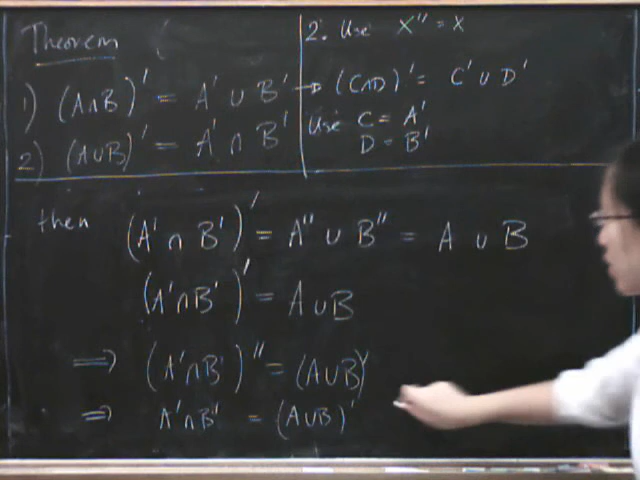 Theorem (
1) (A∩B)' = A' ∪ B'
2) (A∪B)' = A' ∩ B'
2. Use X'' = X
→ (C∩D)' = C' ∪ D'
Use C = A'
D = B'
then (A' ∩ B')' = A'' ∪ B'' = A ∪ B
(A'∩B')' = A∪B
⟹ (A'∩B')'' = (A∪B)'
⟹ A'∩B' = (A∪B)'